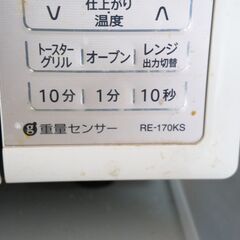 仕上がり
∨ 温度 ∧
トースター グリル オーブン レンジ 出力切替
10分 1分 10秒
g 重量センサー RE-170KS